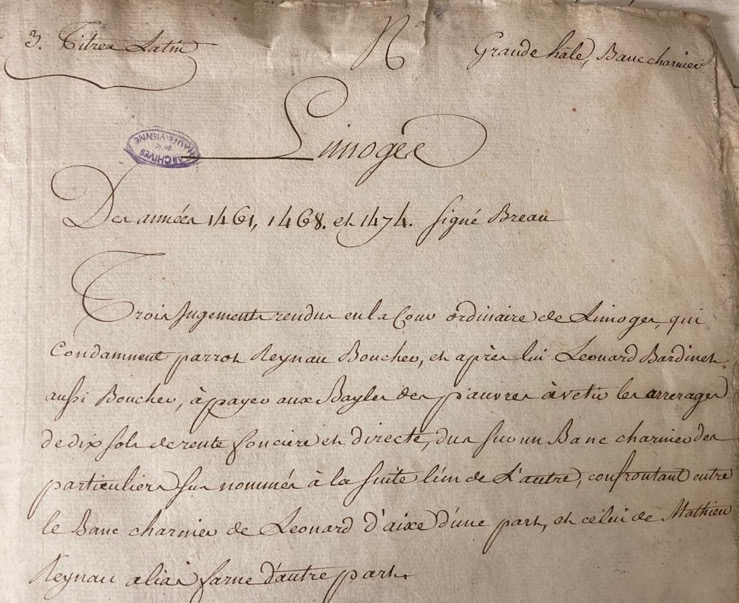 3. Titres Latin
N.º
Grande hâle, Banc charnier
ARCHIVES de la HAUTE-VIENNE
Limoges
Des années 1461, 1468. et 1474. signé Breau
Trois Jugements rendus en la Cour ordinaire de Limoges, qui
Condamnent parrot Reynau Boucher, et après lui Leonard Bardinet
aussi Boucher, à payer aux Bayles des pauvres à vetir les arrerages
de dix sols de rente fonciere et directe, dus sur un Banc charnier des
particuliers sus nommés à la suite l'un de L'autre, confrontant entre
le Banc charnier de Leonard d'aixe d'une part, et celui de Mathieu
Reynau alias farne d'autre part.